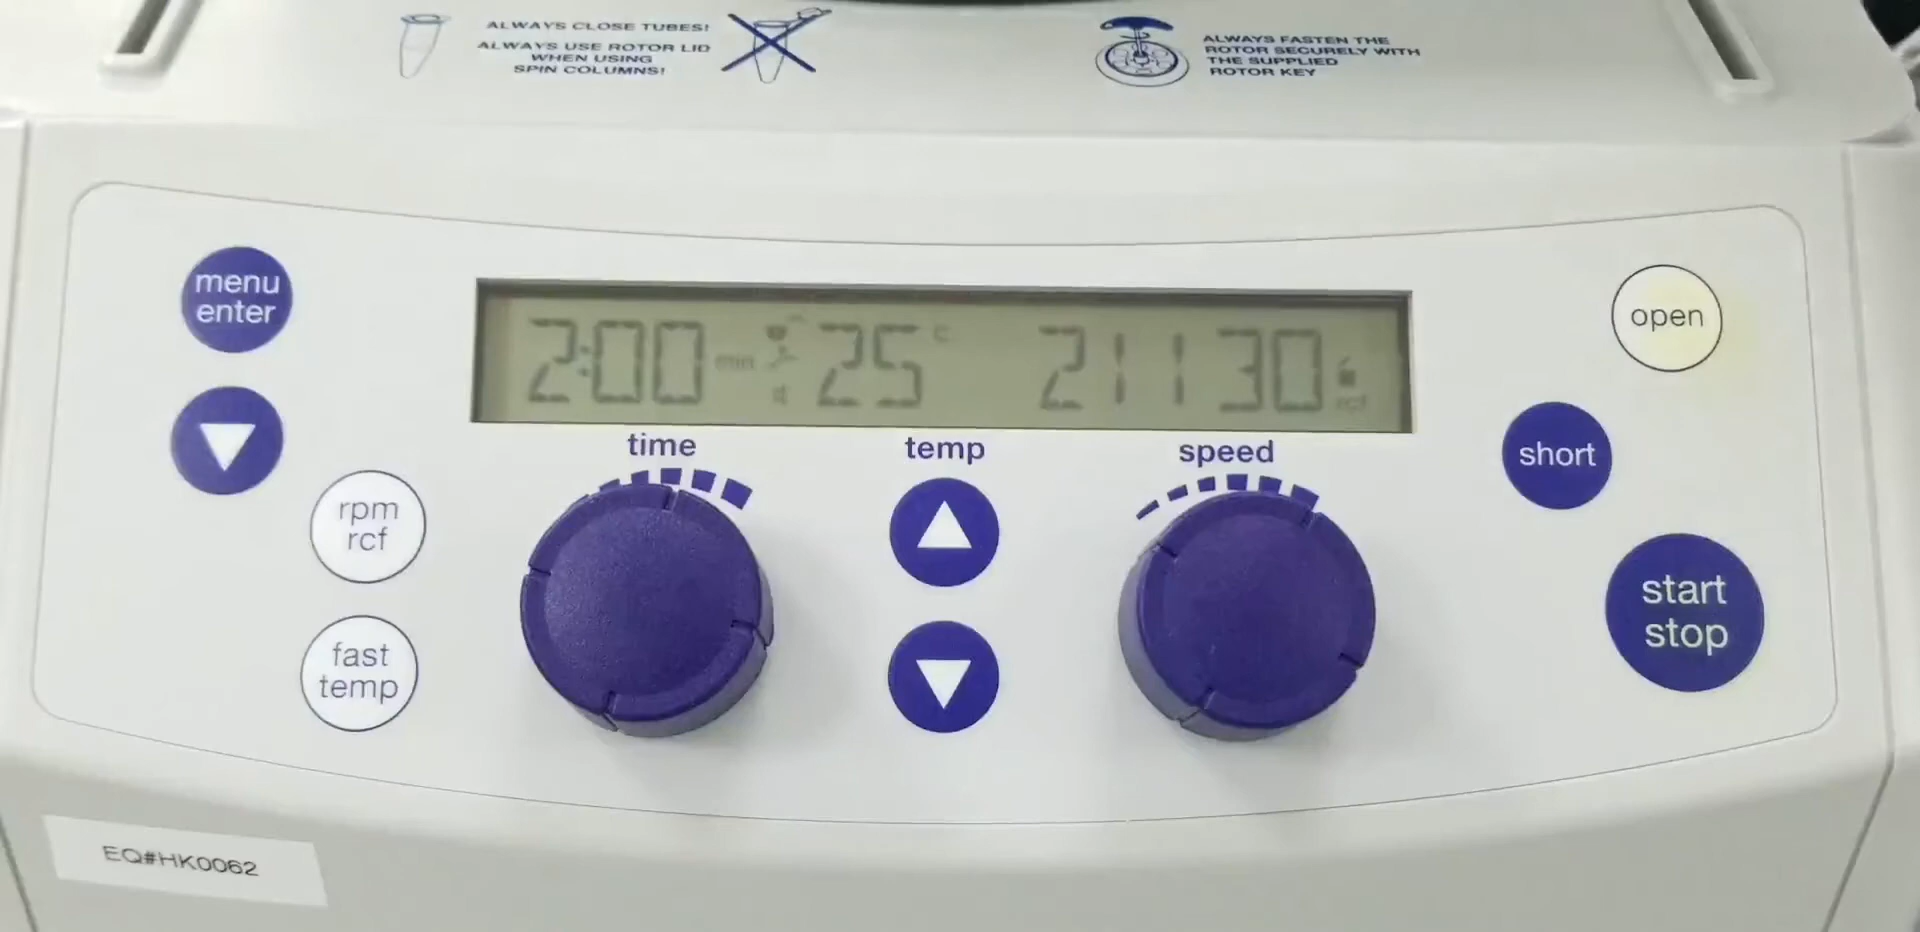 ALWAYS CLOSE TUBES!
ALWAYS USE ROTOR LID
WHEN USING
SPIN COLUMNS!
ALWAYS FASTEN THE
ROTOR SECURELY WITH
THE SUPPLIED
ROTOR KEY
menu
enter
2:00 min 25 °C 21130 rcf
open
time
temp
speed
short
rpm
rcf
start
stop
fast
temp
EQ#HK0062